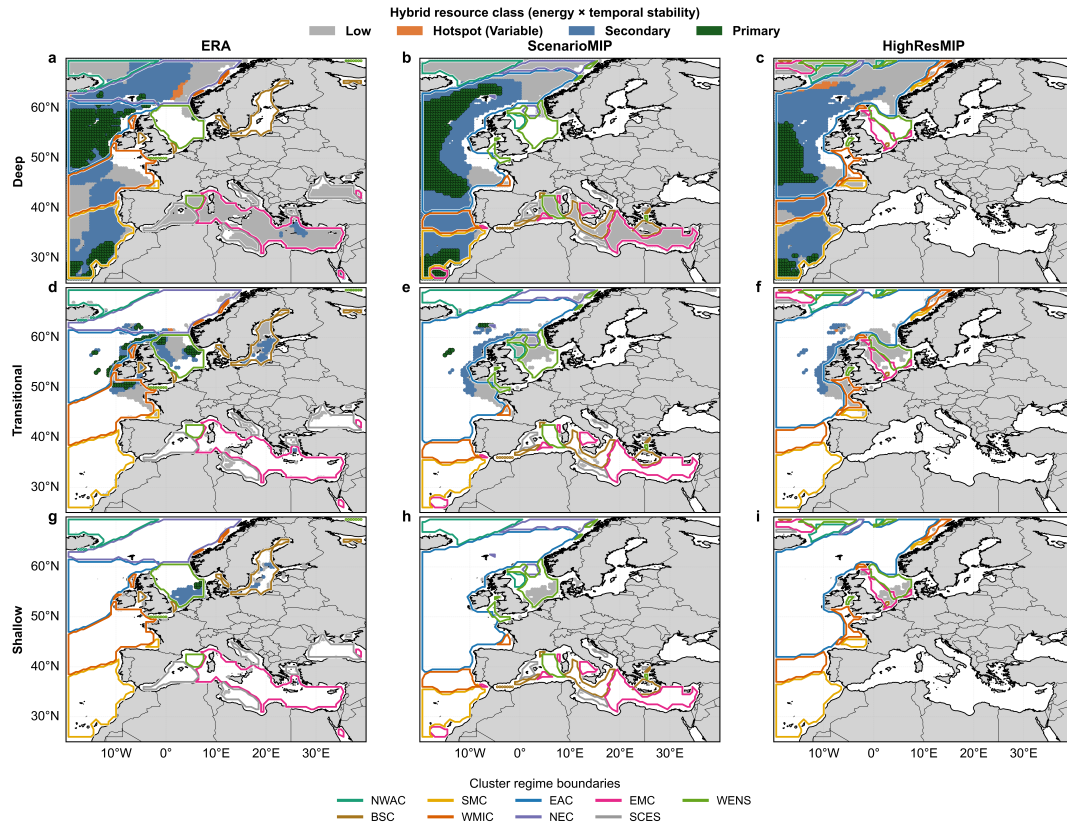 Hybrid resource class (energy × temporal stability)
Low Hotspot (Variable) Secondary Primary
ERA ScenarioMIP HighResMIP
a b c
60°N
50°N
40°N
30°N
Deep
d e f
60°N
50°N
40°N
30°N
Transitional
g h i
60°N
50°N
40°N
30°N
Shallow
10°W 0° 10°E 20°E 30°E 10°W 0° 10°E 20°E 30°E 10°W 0° 10°E 20°E 30°E
Cluster regime boundaries
NWAC SMC EAC EMC WENS
BSC WMIC NEC SCES